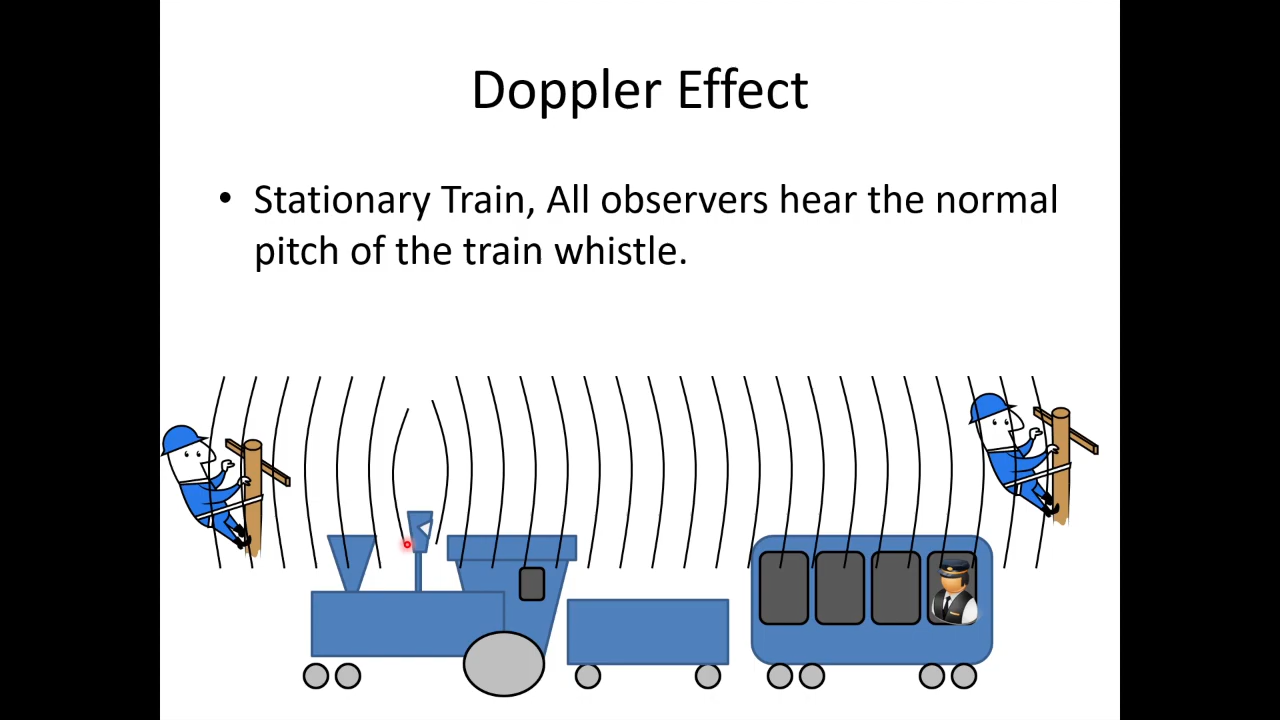 Doppler Effect
• Stationary Train, All observers hear the normal
pitch of the train whistle.